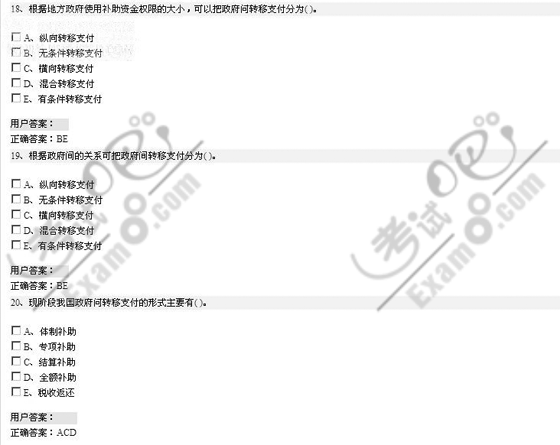 18、根据地方政府使用补助资金权限的大小，可以把政府间转移支付分为()。
A、纵向转移支付
B、无条件转移支付
C、横向转移支付
D、混合转移支付
E、有条件转移支付
用户答案：
正确答案：BE
19、根据政府间的关系可把政府间转移支付分为()。
A、纵向转移支付
B、无条件转移支付
C、横向转移支付
D、混合转移支付
E、有条件转移支付
用户答案：
正确答案：BE
20、现阶段我国政府间转移支付的形式主要有()。
A、体制补助
B、专项补助
C、结算补助
D、全额补助
E、税收返还
用户答案：
正确答案：ACD
考试
Exam8.com
考试
Exam8.com